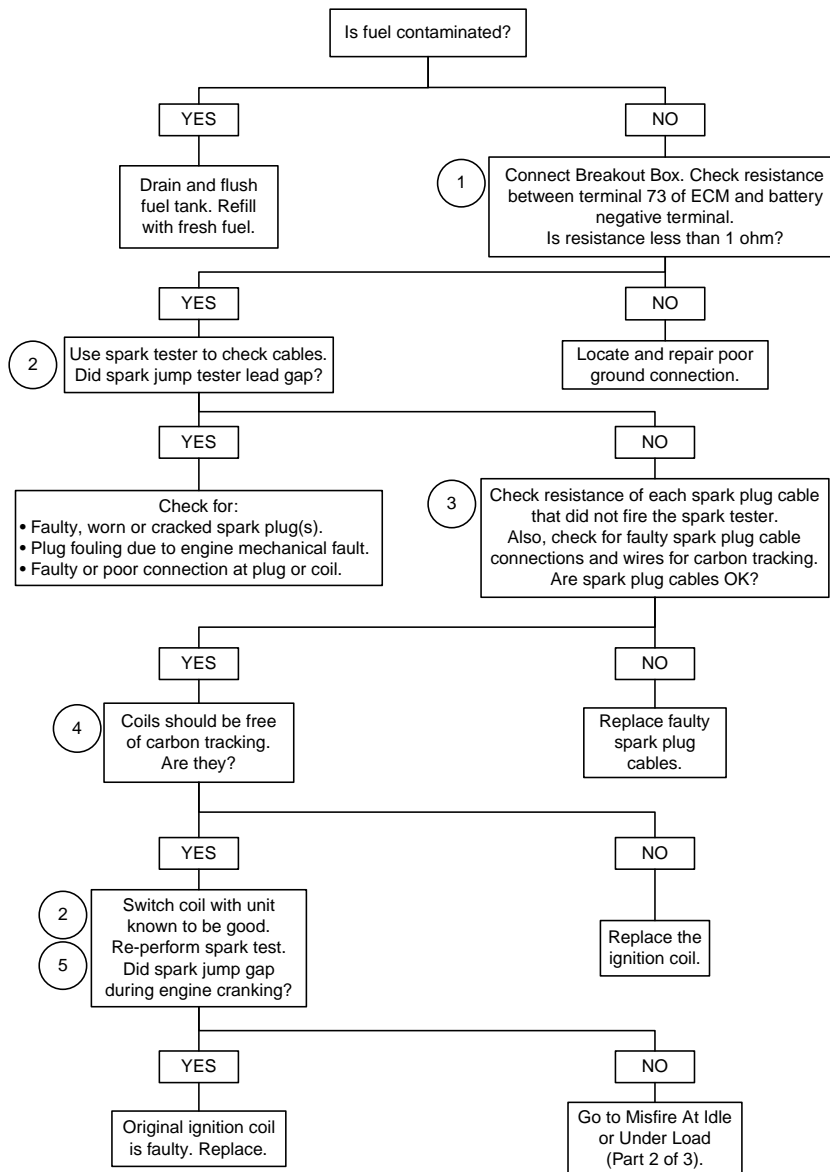 Is fuel contaminated?
YES
NO
Drain and flush
fuel tank. Refill
with fresh fuel.
1
Connect Breakout Box. Check resistance
between terminal 73 of ECM and battery
negative terminal.
Is resistance less than 1 ohm?
YES
NO
2
Use spark tester to check cables.
Did spark jump tester lead gap?
Locate and repair poor
ground connection.
YES
NO
Check for:
• Faulty, worn or cracked spark plug(s).
• Plug fouling due to engine mechanical fault.
• Faulty or poor connection at plug or coil.
3
Check resistance of each spark plug cable
that did not fire the spark tester.
Also, check for faulty spark plug cable
connections and wires for carbon tracking.
Are spark plug cables OK?
YES
NO
4
Coils should be free
of carbon tracking.
Are they?
Replace faulty
spark plug
cables.
YES
NO
2
5
Switch coil with unit
known to be good.
Re-perform spark test.
Did spark jump gap
during engine cranking?
Replace the
ignition coil.
YES
NO
Original ignition coil
is faulty. Replace.
Go to Misfire At Idle
or Under Load
(Part 2 of 3).